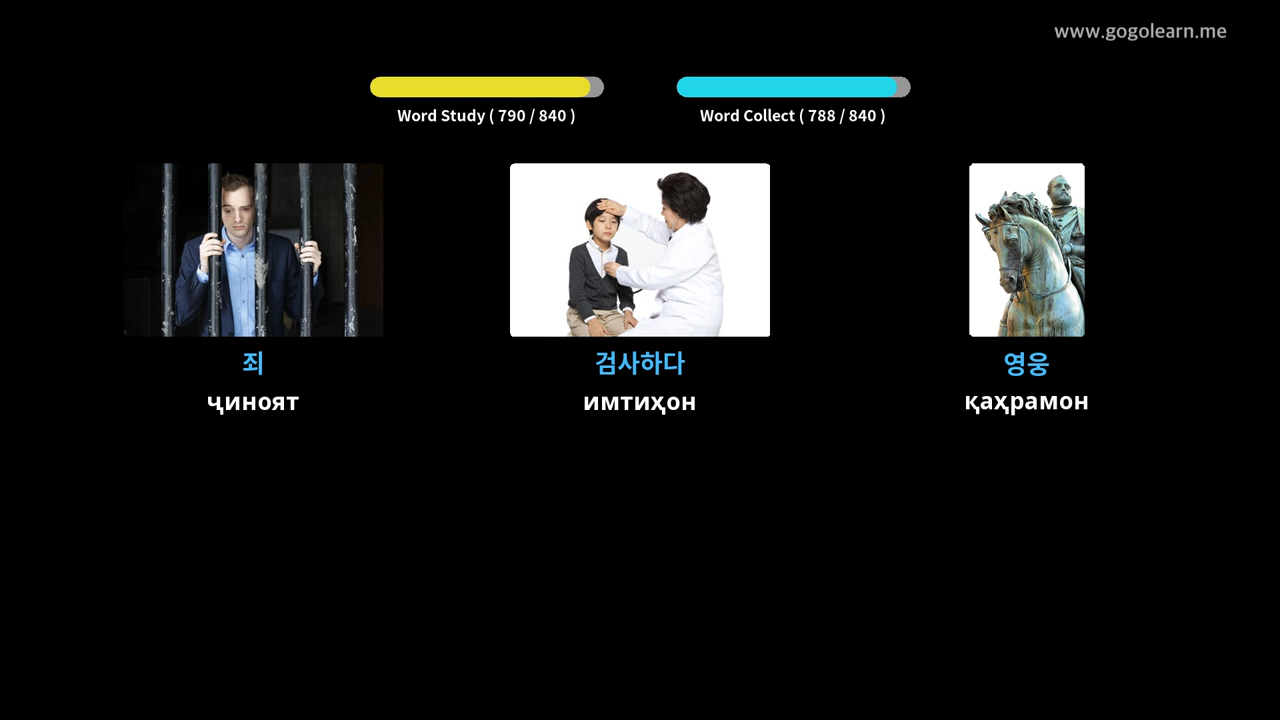 www.gogolearn.me
Word Study ( 790 / 840 )
Word Collect ( 788 / 840 )
죄
검사하다
영웅
ҷиноят
имтиҳон
қаҳрамон